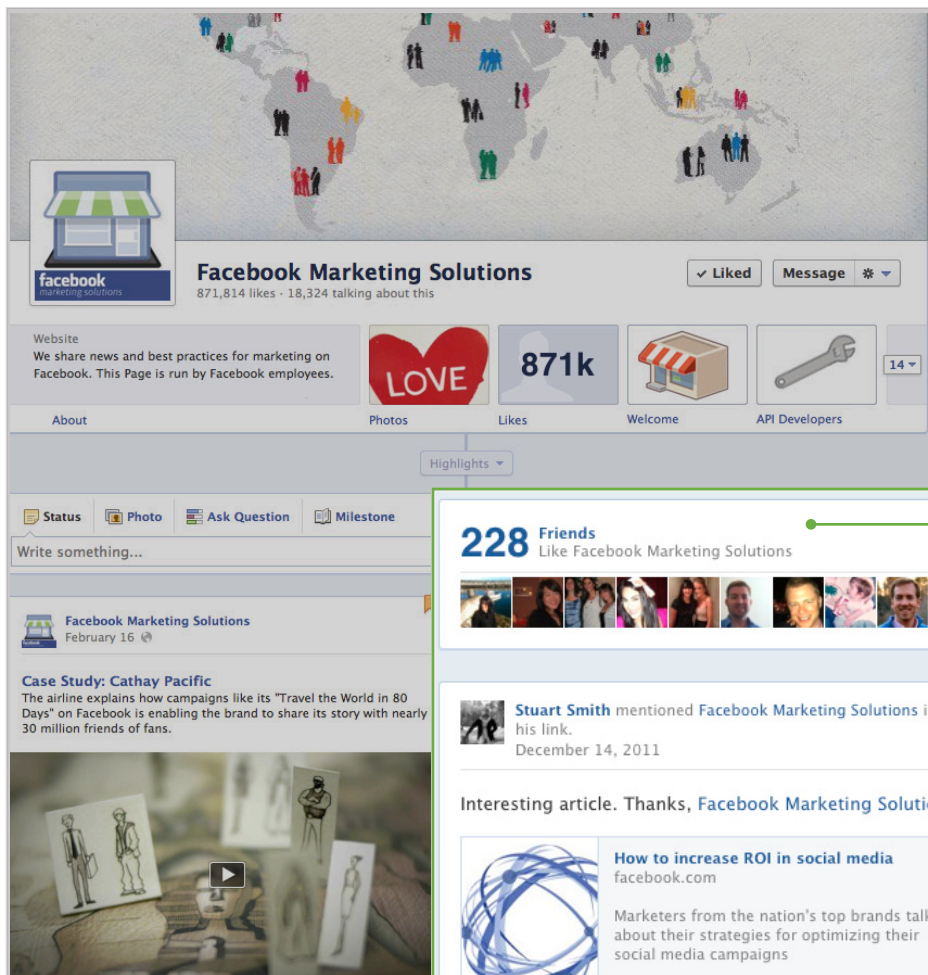 facebook
marketing solutions
Facebook Marketing Solutions
871,814 likes · 18,324 talking about this
✓ Liked
Message
Website
We share news and best practices for marketing on
Facebook. This Page is run by Facebook employees.
LOVE
871k
14
About
Photos
Likes
Welcome
API Developers
Highlights
Status
Photo
Ask Question
Milestone
Write something...
Facebook Marketing Solutions
February 16
Case Study: Cathay Pacific
The airline explains how campaigns like its "Travel the World in 80
Days" on Facebook is enabling the brand to share its story with nearly
30 million friends of fans.
228 Friends
Like Facebook Marketing Solutions
Stuart Smith mentioned Facebook Marketing Solutions i
his link.
December 14, 2011
Interesting article. Thanks, Facebook Marketing Soluti
How to increase ROI in social media
facebook.com
Marketers from the nation's top brands talk
about their strategies for optimizing their
social media campaigns